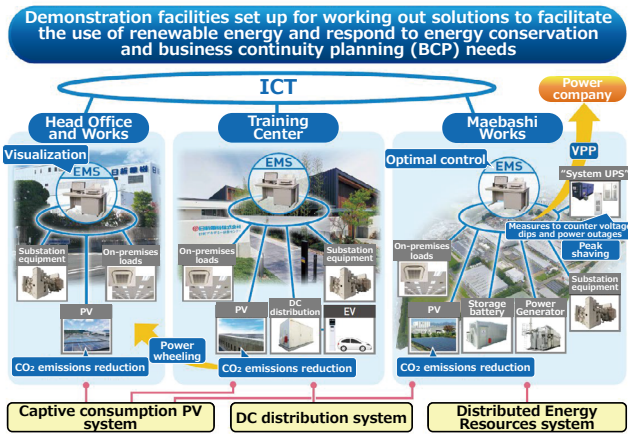 Demonstration facilities set up for working out solutions to facilitate
the use of renewable energy and respond to energy conservation
and business continuity planning (BCP) needs
ICT
Power
company
Head Office
and Works
Training
Center
Maebashi
Works
VPP
Visualization
EMS
EMS
Optimal control
EMS
"System UPS"
Measures to counter voltage
dips and power outages
Peak
shaving
Substation
equipment
On-premises
loads
On-premises
loads
Substation
equipment
On-premises
loads
Substation
equipment
PV
PV
DC
distribution
EV
PV
Storage
battery
Power
Generator
Power
wheeling
CO₂ emissions reduction
CO₂ emissions reduction
CO₂ emissions reduction
Captive consumption PV
system
DC distribution system
Distributed Energy
Resources system